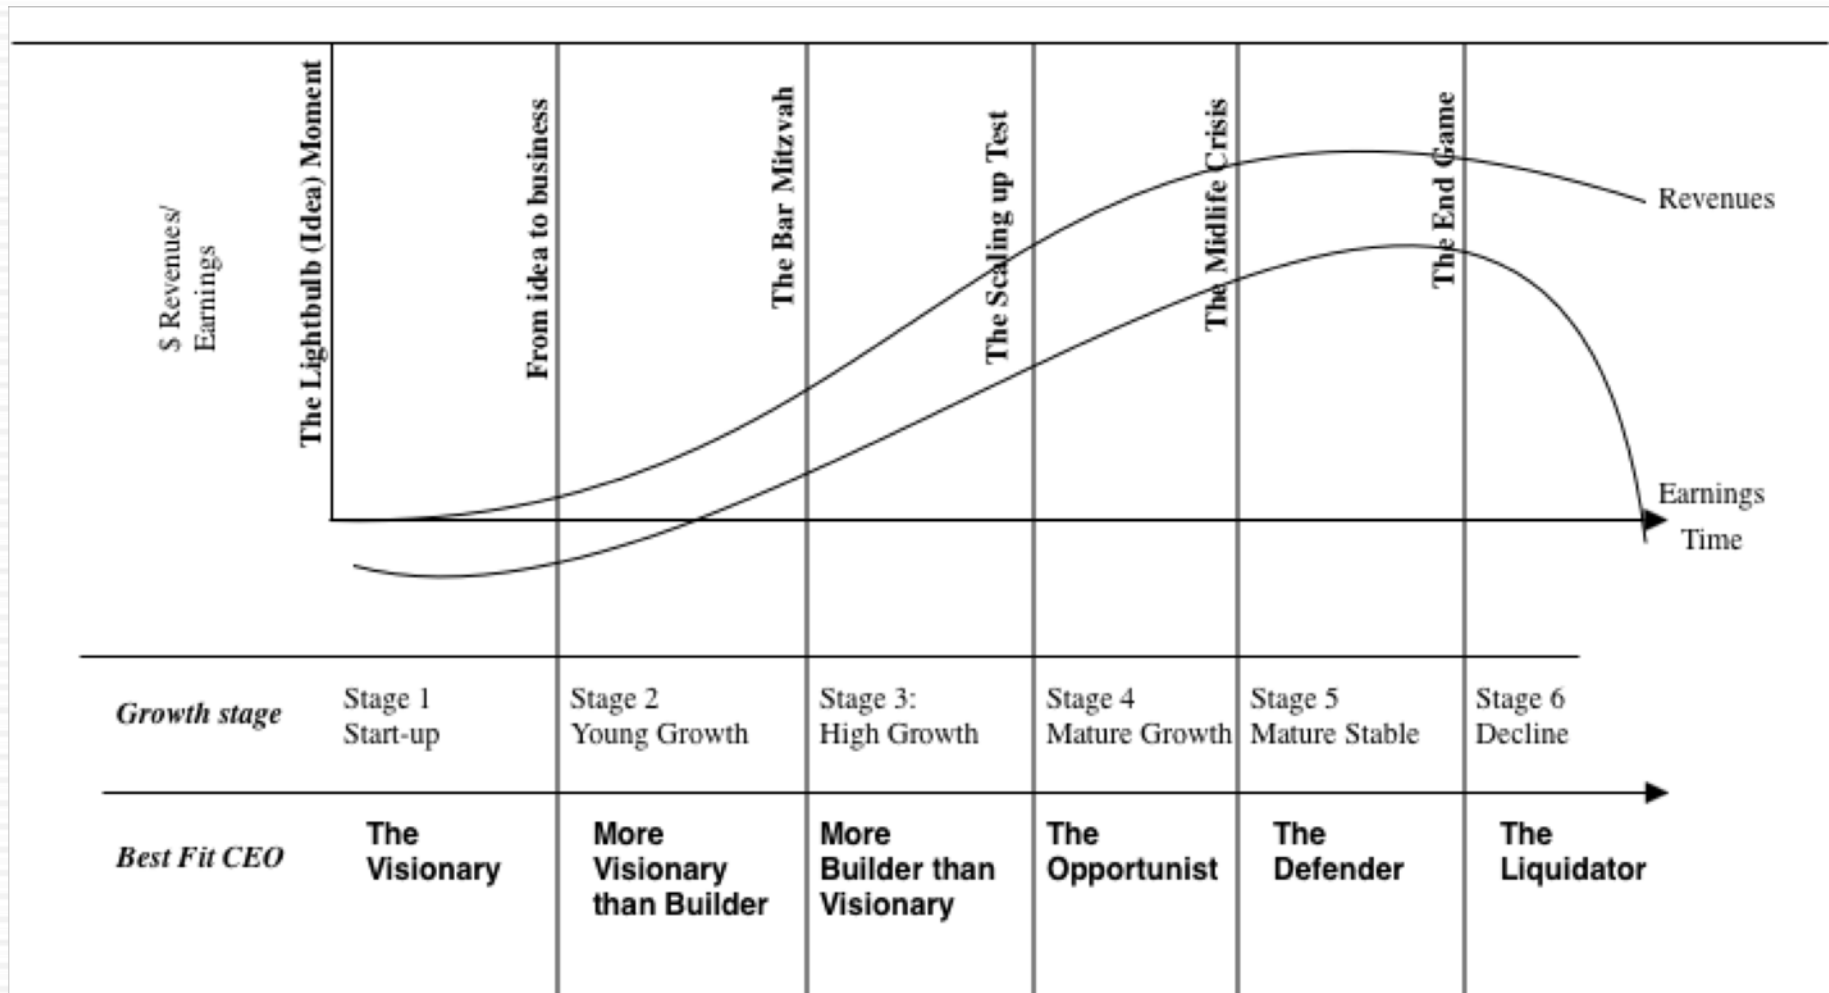 $ Revenues/
Earnings
The Lightbulb (Idea) Moment
From idea to business
The Bar Mitzvah
The Scaling up Test
The Midlife Crisis
The End Game
Revenues
Earnings
Time
Growth stage
Stage 1
Start-up
Stage 2
Young Growth
Stage 3:
High Growth
Stage 4
Mature Growth
Stage 5
Mature Stable
Stage 6
Decline
Best Fit CEO
The
Visionary
More
Visionary
than Builder
More
Builder than
Visionary
The
Opportunist
The
Defender
The
Liquidator